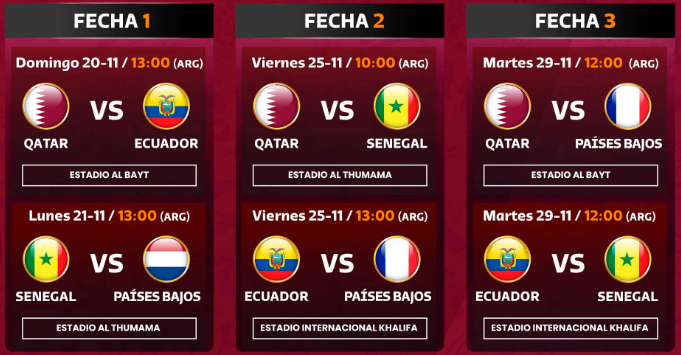 FECHA 1
Domingo 20-11 / 13:00 (ARG)
VS
QATAR ECUADOR
ESTADIO AL BAYT
Lunes 21-11 / 13:00 (ARG)
VS
SENEGAL PAÍSES BAJOS
ESTADIO AL THUMAMA
FECHA 2
Viernes 25-11 / 10:00 (ARG)
VS
QATAR SENEGAL
ESTADIO AL THUMAMA
Viernes 25-11 / 13:00 (ARG)
VS
ECUADOR PAÍSES BAJOS
ESTADIO INTERNACIONAL KHALIFA
FECHA 3
Martes 29-11 / 12:00 (ARG)
VS
QATAR PAÍSES BAJOS
ESTADIO AL BAYT
Martes 29-11 / 12:00 (ARG)
VS
ECUADOR SENEGAL
ESTADIO INTERNACIONAL KHALIFA